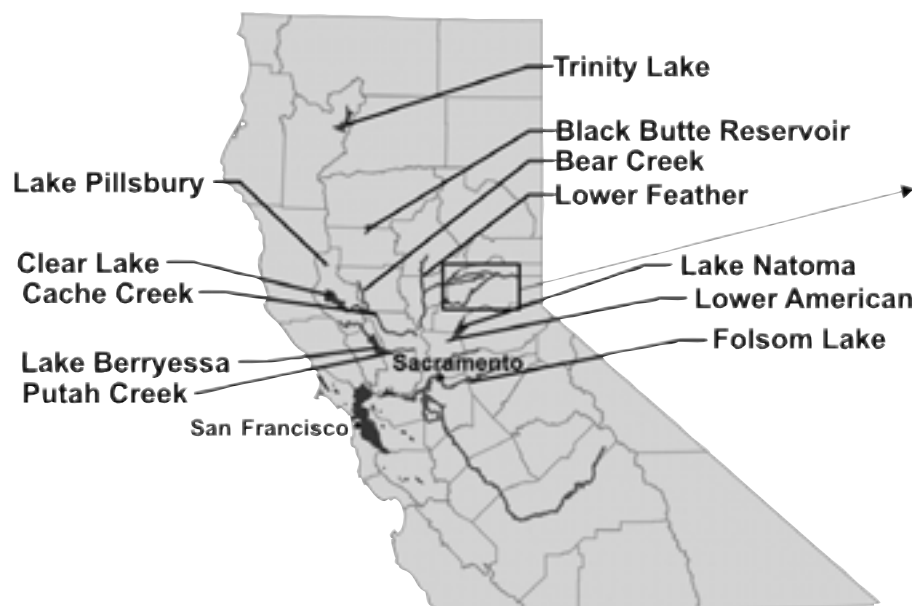 Trinity Lake
Black Butte Reservoir
Bear Creek
Lake Pillsbury
Lower Feather
Clear Lake
Lake Natoma
Cache Creek
Lower American
Folsom Lake
Lake Berryessa
Sacramento
Putah Creek
San Francisco